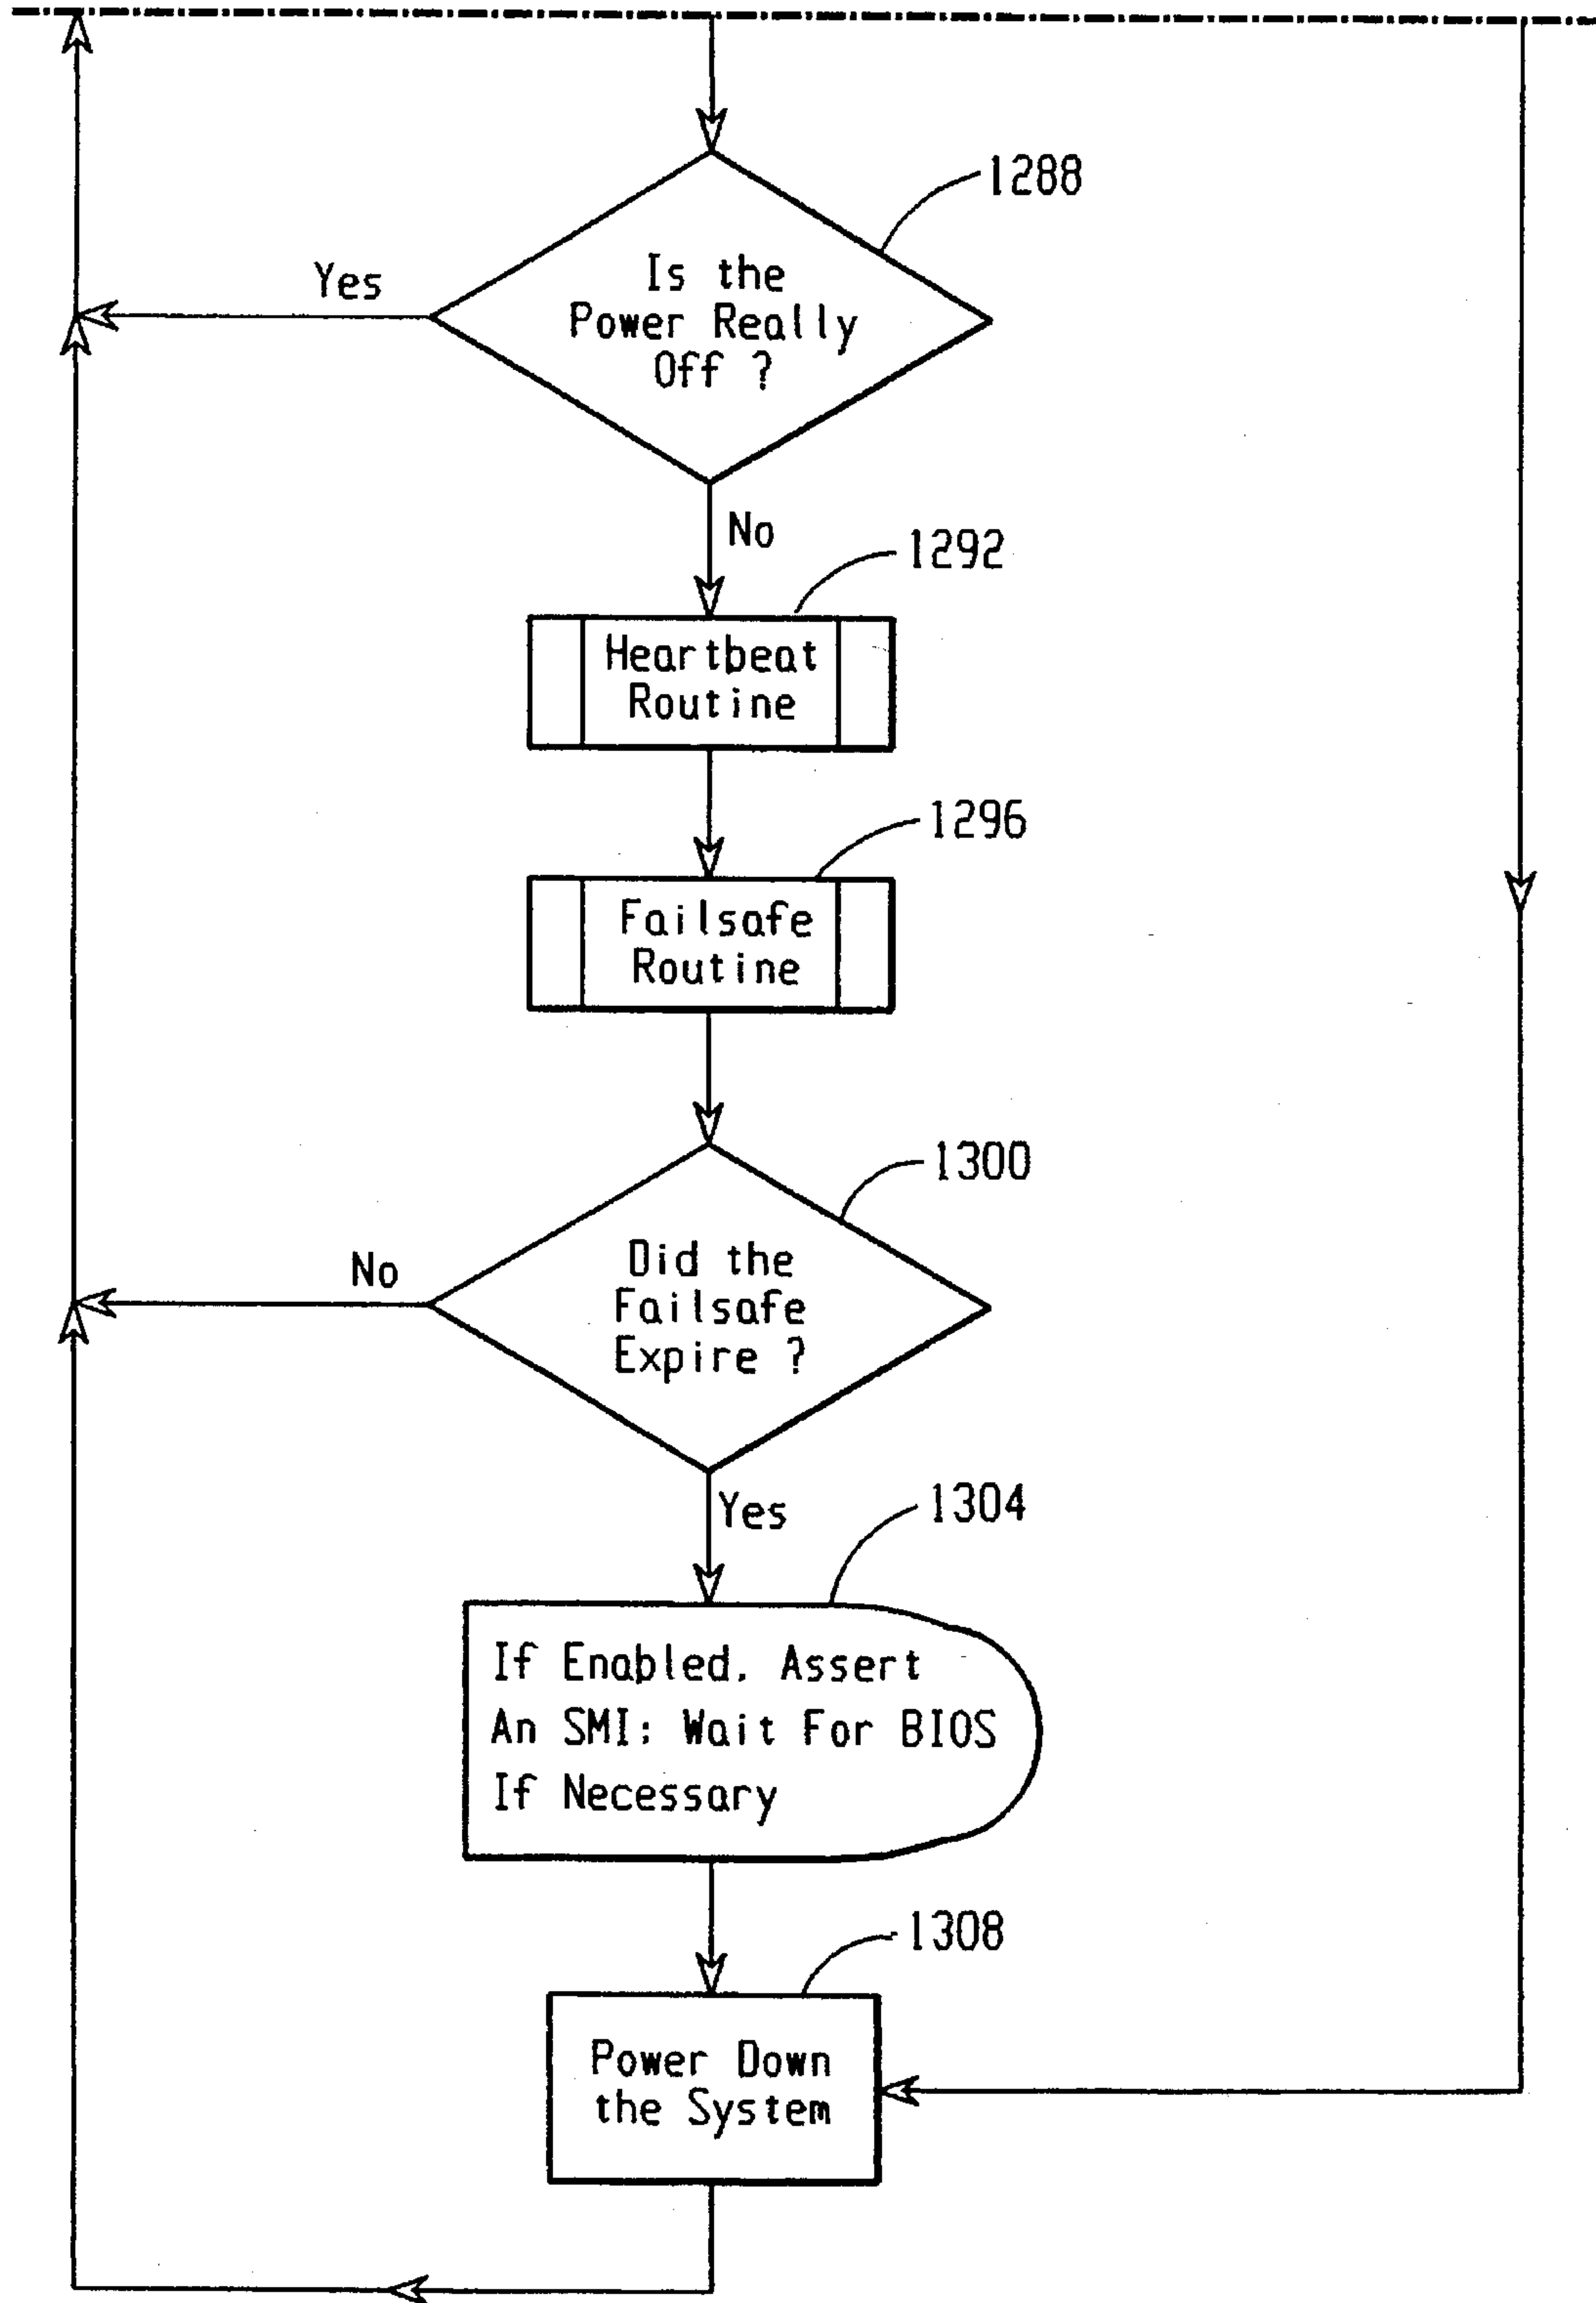 1288
Is the
Power Really
Off ?
Yes
No
1292
Heartbeat
Routine
1296
Failsafe
Routine
1300
Did the
Failsafe
Expire ?
No
Yes
1304
If Enabled, Assert
An SMI; Wait For BIOS
If Necessary
1308
Power Down
the System